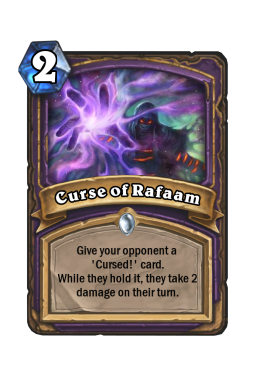 2
Curse of Rafaam
Give your opponent a
'Cursed!' card.
While they hold it, they take 2
damage on their turn.